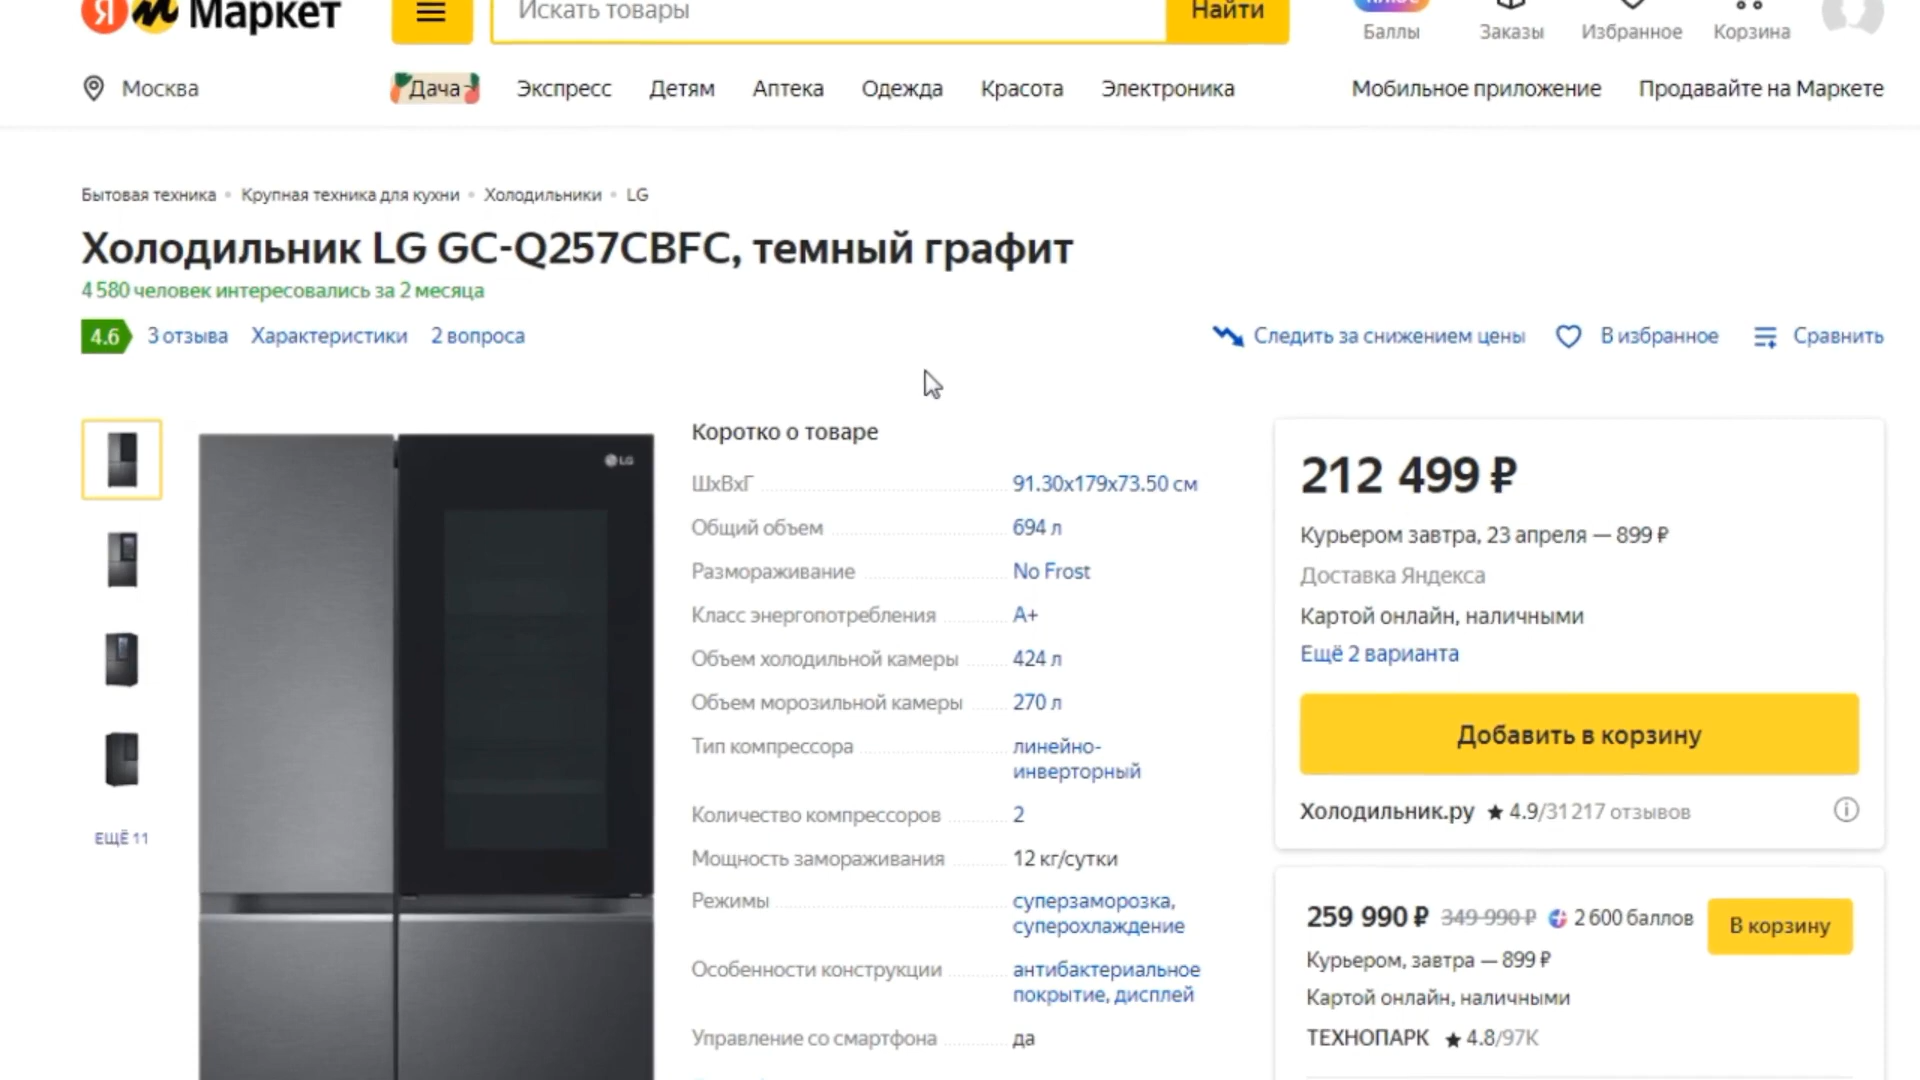 Я М Маркет
Искать товары
Найти
Баллы
Заказы
Избранное
Корзина
Москва
Дача
Экспресс
Детям
Аптека
Одежда
Красота
Электроника
Мобильное приложение
Продавайте на Маркете
Бытовая техника • Крупная техника для кухни • Холодильники • LG
Холодильник LG GC-Q257CBFC, темный графит
4 580 человек интересовались за 2 месяца
4.6 3 отзыва Характеристики 2 вопроса
Следить за снижением цены В избранное Сравнить
ЕЩЁ 11
LG
Коротко о товаре
ШхВхГ 91.30х179х73.50 см
Общий объем 694 л
Размораживание No Frost
Класс энергопотребления A+
Объем холодильной камеры 424 л
Объем морозильной камеры 270 л
Тип компрессора линейно-
инверторный
Количество компрессоров 2
Мощность замораживания 12 кг/сутки
Режимы суперзаморозка,
суперохлаждение
Особенности конструкции антибактериальное
покрытие, дисплей
Управление со смартфона да
212 499 ₽
Курьером завтра, 23 апреля — 899 ₽
Доставка Яндекса
Картой онлайн, наличными
Ещё 2 варианта
Добавить в корзину
Холодильник.ру ★ 4.9/31217 отзывов
259 990 ₽ 349 990 ₽ 2 600 баллов
В корзину
Курьером, завтра — 899 ₽
Картой онлайн, наличными
ТЕХНОПАРК ★ 4.8/97K